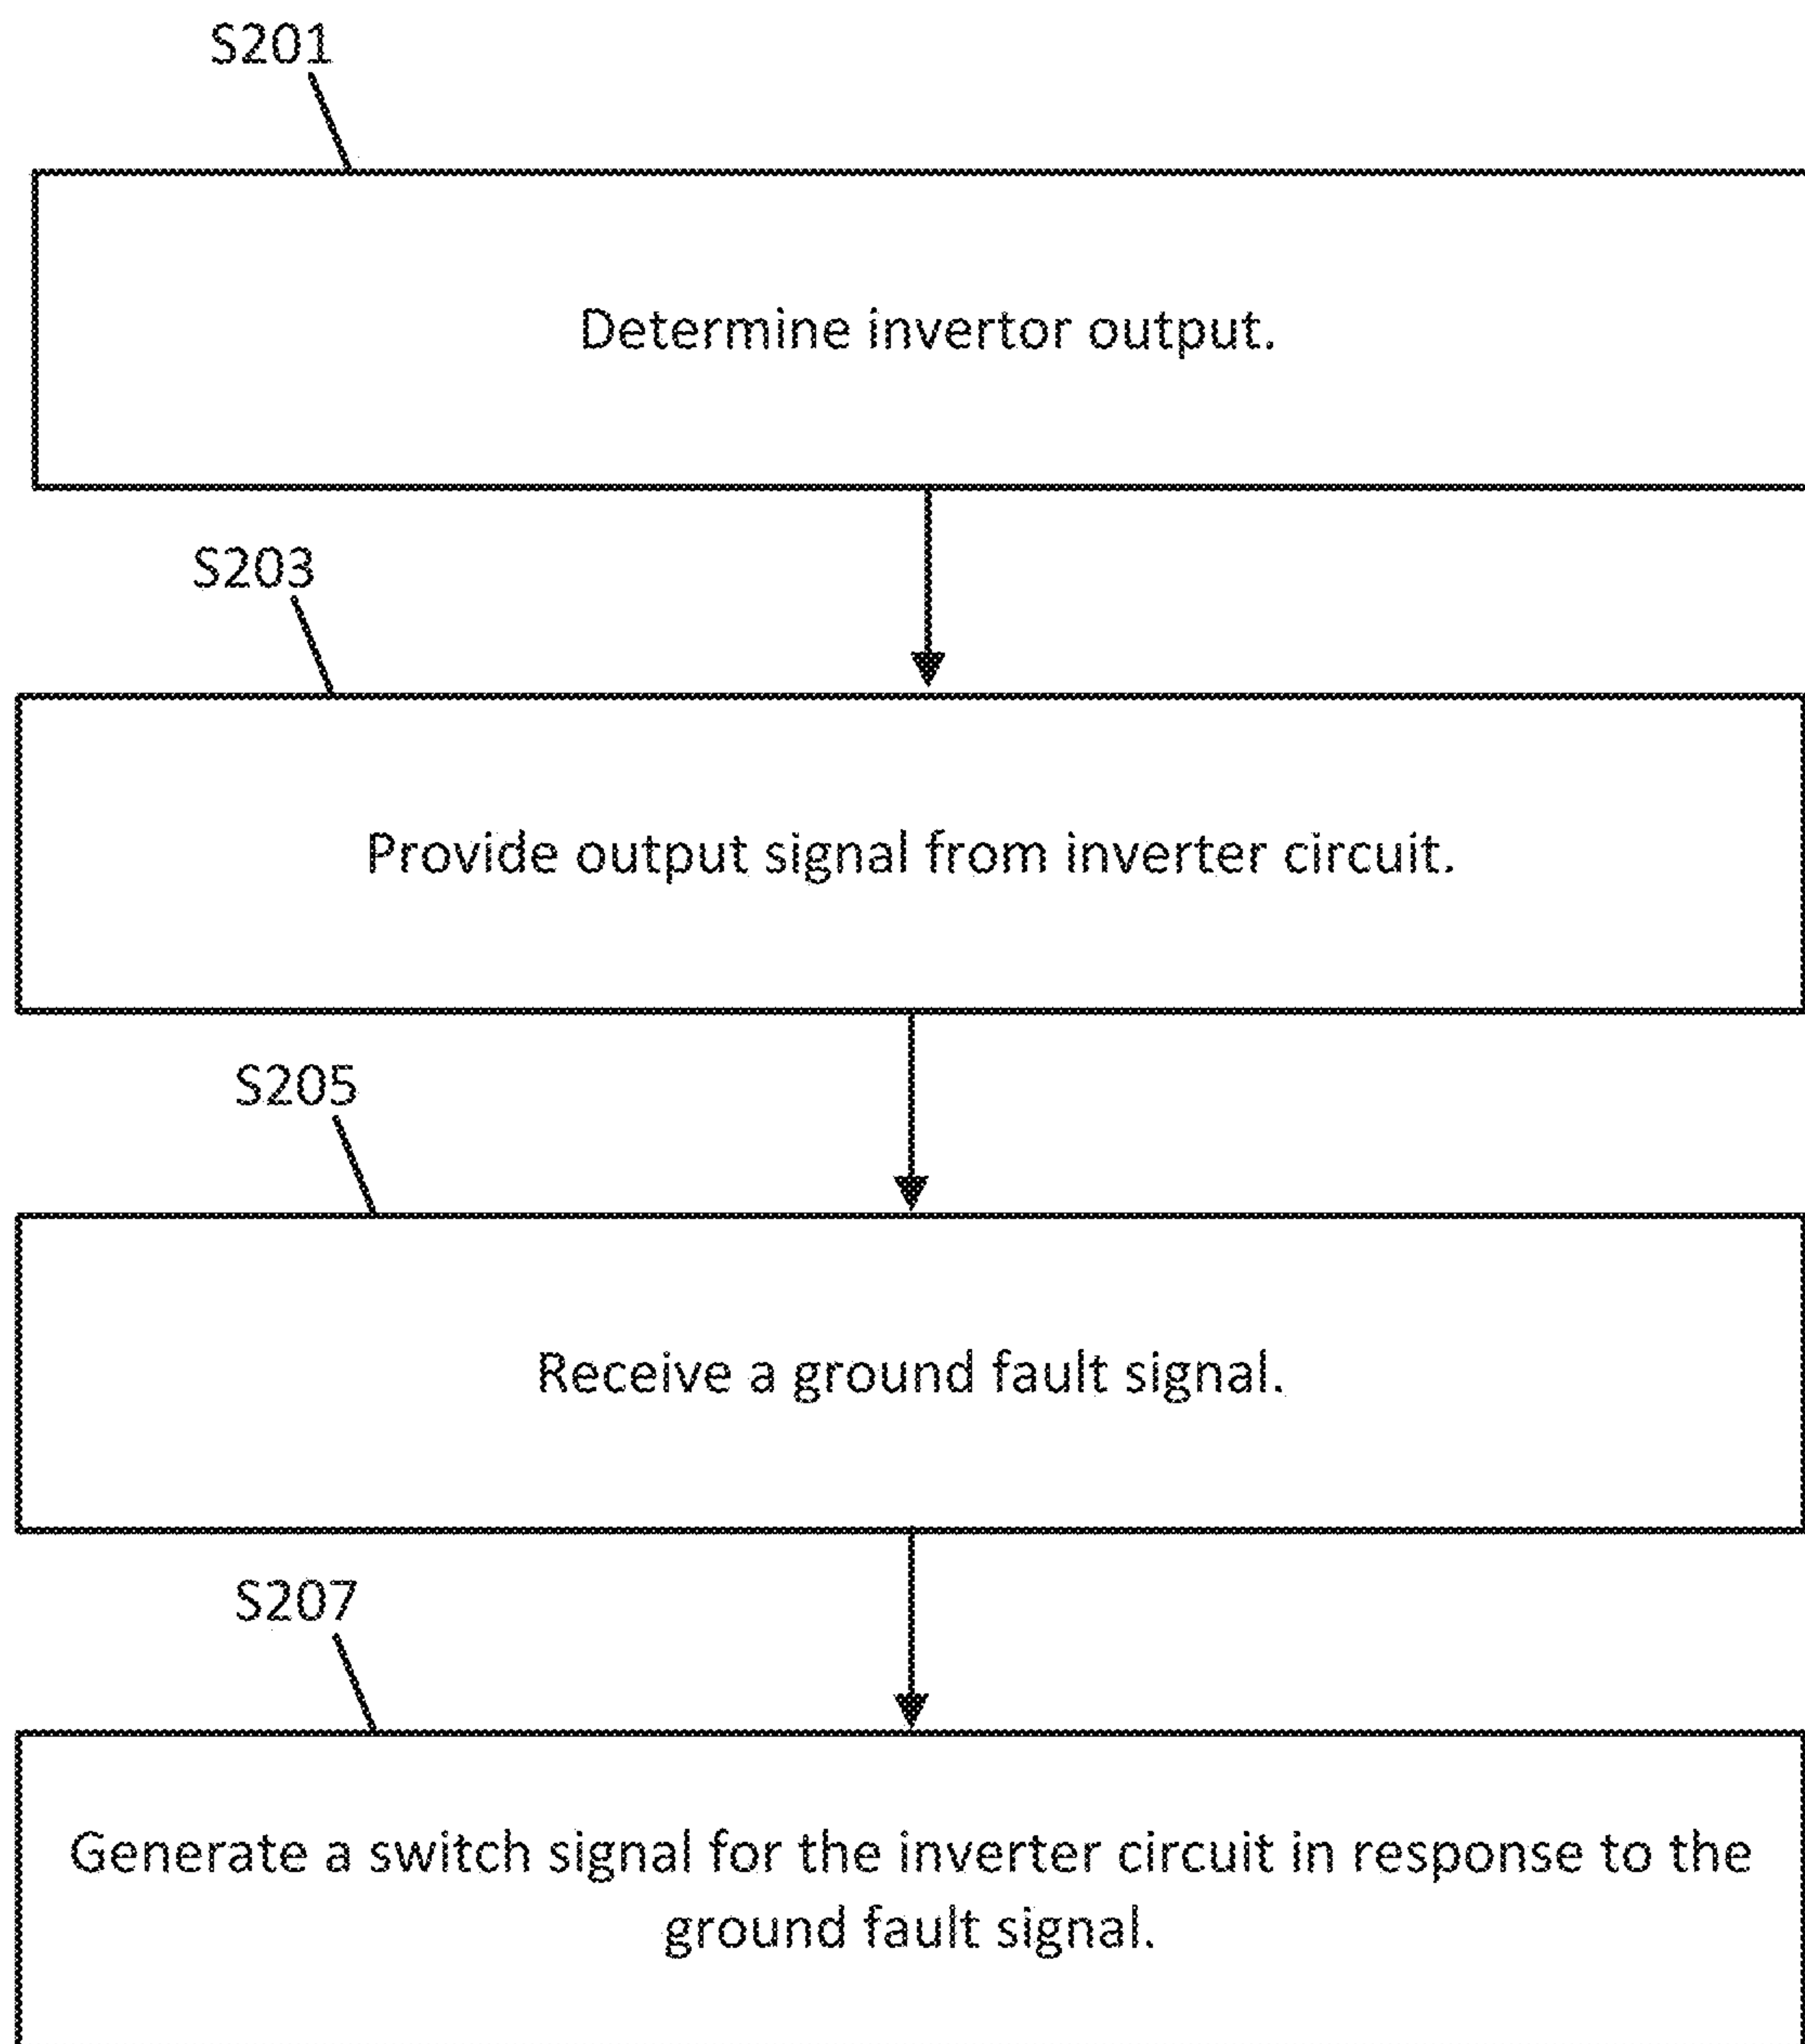 S201
Determine invertor output.
S203
Provide output signal from inverter circuit.
S205
Receive a ground fault signal.
S207
Generate a switch signal for the inverter circuit in response to the
ground fault signal.